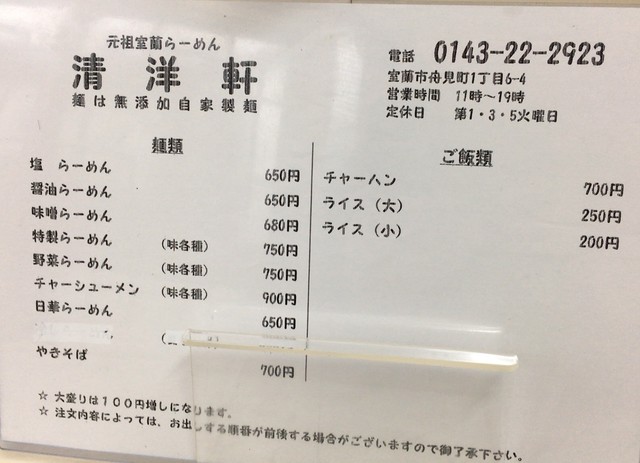 元祖室蘭らーめん
清洋軒
麺は無添加自家製麺
電話 0143-22-2923
室蘭市舟見町1丁目6-4
営業時間 11時～19時
定休日 第1・3・5火曜日
麺類
塩 らーめん 650円
醤油らーめん 650円
味噌らーめん 680円
特製らーめん (味各種) 750円
野菜らーめん (味各種) 750円
チャーシューメン (味各種) 900円
日華らーめん 650円
やきそば 700円
ご飯類
チャーハン 700円
ライス(大) 250円
ライス(小) 200円
☆ 大盛りは100円増しになります。
☆ 注文内容によっては、お出しする順番が前後する場合がございますので御了承下さい。